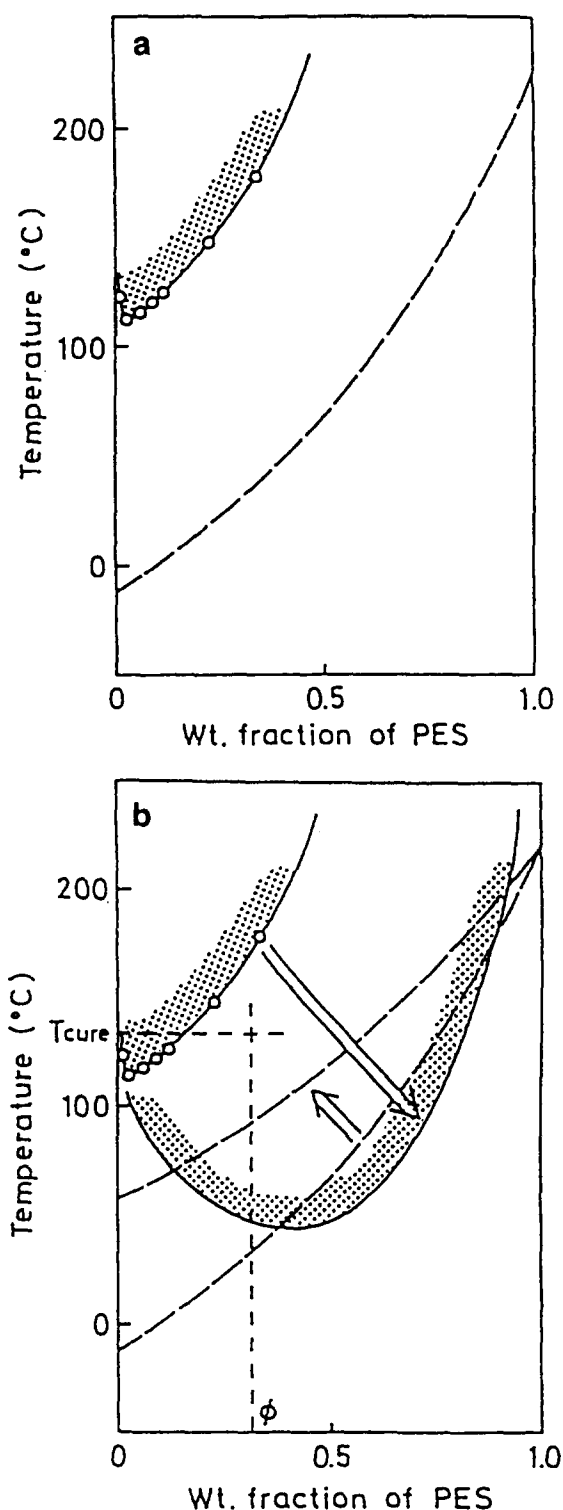 a
200
100
0
Temperature (°C)
0
0.5
1.0
Wt. fraction of PES
b
200
Tcure
100
0
Temperature (°C)
ϕ
0
0.5
1.0
Wt. fraction of PES